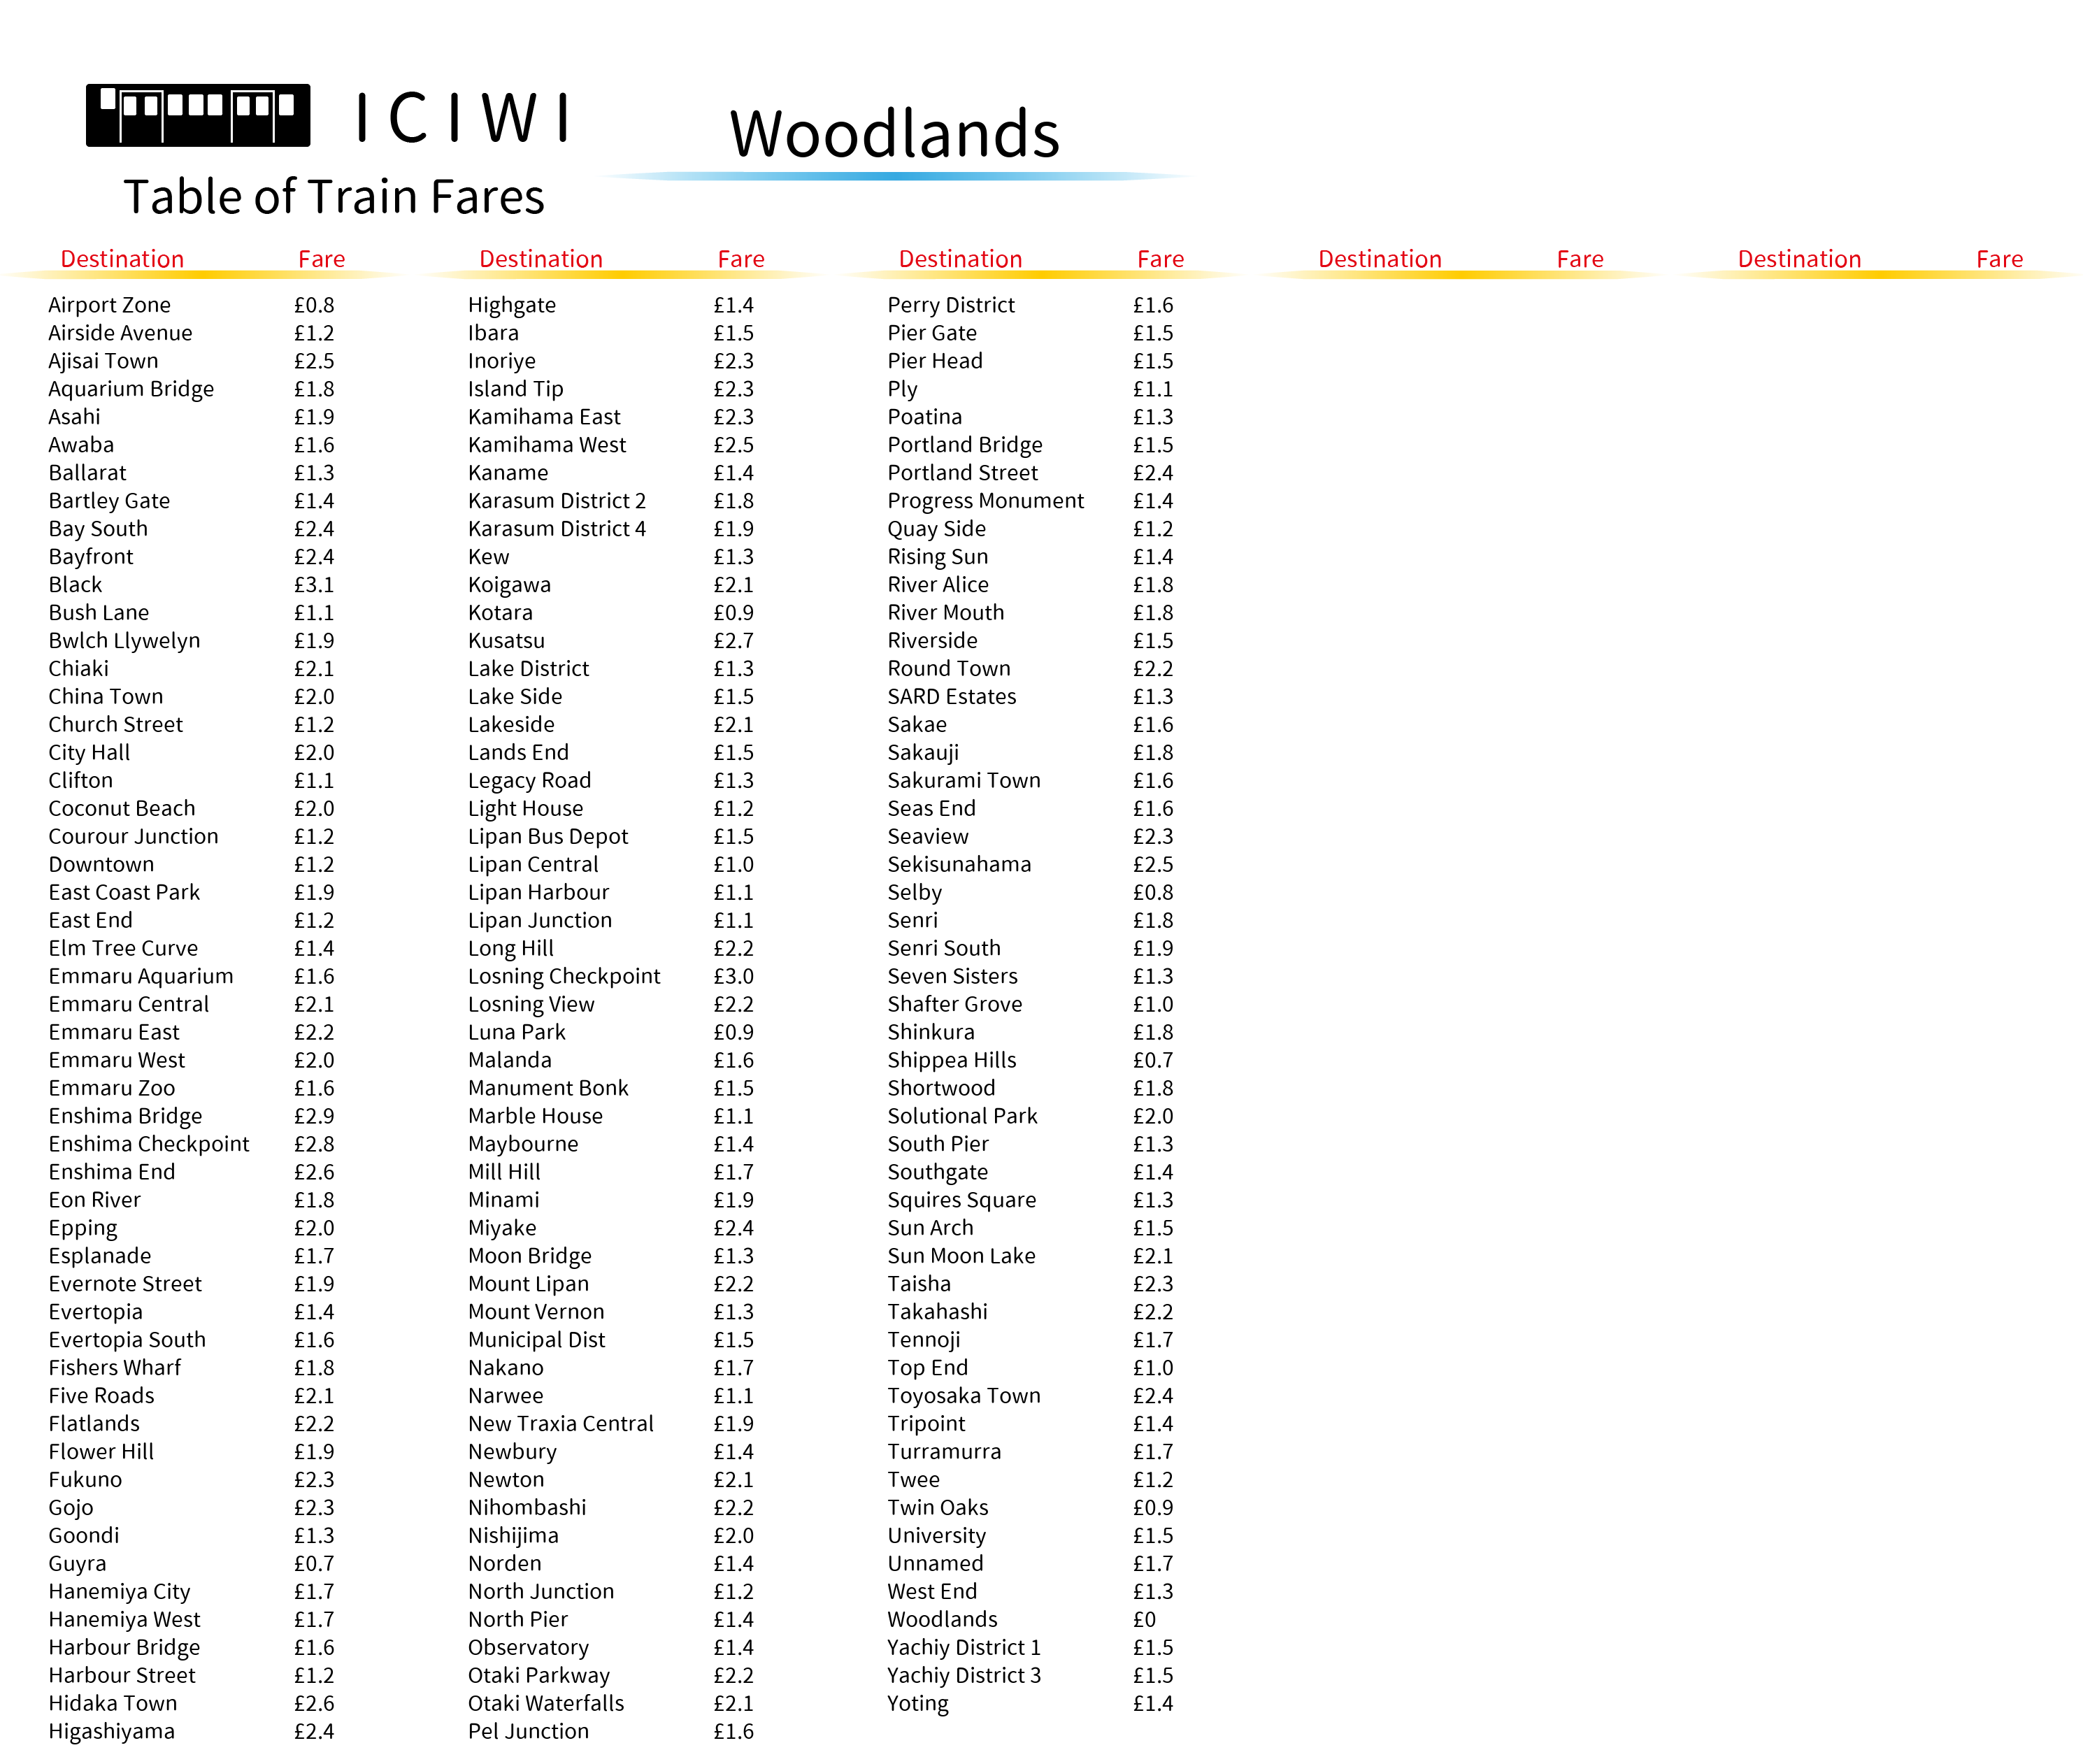 ICIWI
Woodlands
Table of Train Fares
Destination Fare
Airport Zone £0.8
Airside Avenue £1.2
Ajisai Town £2.5
Aquarium Bridge £1.8
Asahi £1.9
Awaba £1.6
Ballarat £1.3
Bartley Gate £1.4
Bay South £2.4
Bayfront £2.4
Black £3.1
Bush Lane £1.1
Bwlch Llywelyn £1.9
Chiaki £2.1
China Town £2.0
Church Street £1.2
City Hall £2.0
Clifton £1.1
Coconut Beach £2.0
Courour Junction £1.2
Downtown £1.2
East Coast Park £1.9
East End £1.2
Elm Tree Curve £1.4
Emmaru Aquarium £1.6
Emmaru Central £2.1
Emmaru East £2.2
Emmaru West £2.0
Emmaru Zoo £1.6
Enshima Bridge £2.9
Enshima Checkpoint £2.8
Enshima End £2.6
Eon River £1.8
Epping £2.0
Esplanade £1.7
Evernote Street £1.9
Evertopia £1.4
Evertopia South £1.6
Fishers Wharf £1.8
Five Roads £2.1
Flatlands £2.2
Flower Hill £1.9
Fukuno £2.3
Gojo £2.3
Goondi £1.3
Guyra £0.7
Hanemiya City £1.7
Hanemiya West £1.7
Harbour Bridge £1.6
Harbour Street £1.2
Hidaka Town £2.6
Higashiyama £2.4
Destination Fare
Highgate £1.4
Ibara £1.5
Inoriye £2.3
Island Tip £2.3
Kamihama East £2.3
Kamihama West £2.5
Kaname £1.4
Karasum District 2 £1.8
Karasum District 4 £1.9
Kew £1.3
Koigawa £2.1
Kotara £0.9
Kusatsu £2.7
Lake District £1.3
Lake Side £1.5
Lakeside £2.1
Lands End £1.5
Legacy Road £1.3
Light House £1.2
Lipan Bus Depot £1.5
Lipan Central £1.0
Lipan Harbour £1.1
Lipan Junction £1.1
Long Hill £2.2
Losning Checkpoint £3.0
Losning View £2.2
Luna Park £0.9
Malanda £1.6
Manument Bonk £1.5
Marble House £1.1
Maybourne £1.4
Mill Hill £1.7
Minami £1.9
Miyake £2.4
Moon Bridge £1.3
Mount Lipan £2.2
Mount Vernon £1.3
Municipal Dist £1.5
Nakano £1.7
Narwee £1.1
New Traxia Central £1.9
Newbury £1.4
Newton £2.1
Nihombashi £2.2
Nishijima £2.0
Norden £1.4
North Junction £1.2
North Pier £1.4
Observatory £1.4
Otaki Parkway £2.2
Otaki Waterfalls £2.1
Pel Junction £1.6
Destination Fare
Perry District £1.6
Pier Gate £1.5
Pier Head £1.5
Ply £1.1
Poatina £1.3
Portland Bridge £1.5
Portland Street £2.4
Progress Monument £1.4
Quay Side £1.2
Rising Sun £1.4
River Alice £1.8
River Mouth £1.8
Riverside £1.5
Round Town £2.2
SARD Estates £1.3
Sakae £1.6
Sakauji £1.8
Sakurami Town £1.6
Seas End £1.6
Seaview £2.3
Sekisunahama £2.5
Selby £0.8
Senri £1.8
Senri South £1.9
Seven Sisters £1.3
Shafter Grove £1.0
Shinkura £1.8
Shippea Hills £0.7
Shortwood £1.8
Solutional Park £2.0
South Pier £1.3
Southgate £1.4
Squires Square £1.3
Sun Arch £1.5
Sun Moon Lake £2.1
Taisha £2.3
Takahashi £2.2
Tennoji £1.7
Top End £1.0
Toyosaka Town £2.4
Tripoint £1.4
Turramurra £1.7
Twee £1.2
Twin Oaks £0.9
University £1.5
Unnamed £1.7
West End £1.3
Woodlands £0
Yachiy District 1 £1.5
Yachiy District 3 £1.5
Yoting £1.4
Destination Fare
Destination Fare